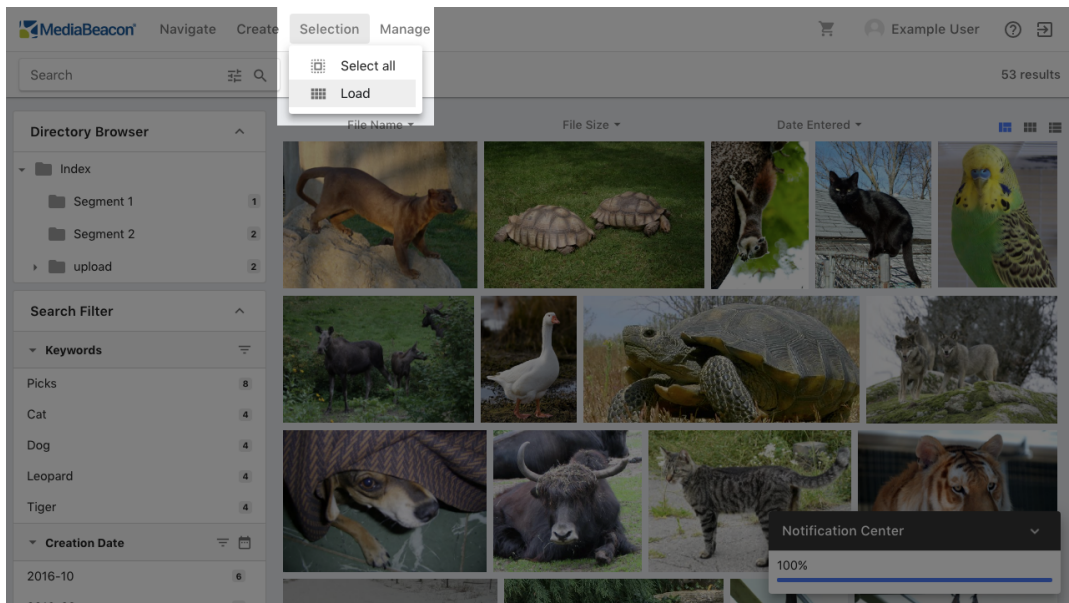 MediaBeacon Navigate Create Selection Manage Example User
Select all
Load
Search 53 results
File Name File Size Date Entered
Directory Browser
Index
Segment 1 1
Segment 2 2
upload 2
Search Filter
Keywords
Picks 8
Cat 4
Dog 4
Leopard 4
Tiger 4
Creation Date
2016-10 6
Notification Center
100%